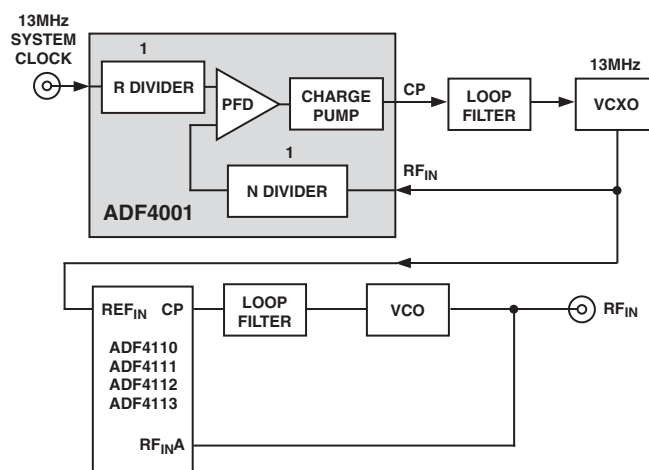 13MHz
SYSTEM
CLOCK
1
R DIVIDER
PFD
CHARGE
PUMP
CP
LOOP
FILTER
13MHz
VCXO
1
N DIVIDER
RFIN
ADF4001
REFIN CP
LOOP
FILTER
VCO
RFIN
ADF4110
ADF4111
ADF4112
ADF4113
RFINA